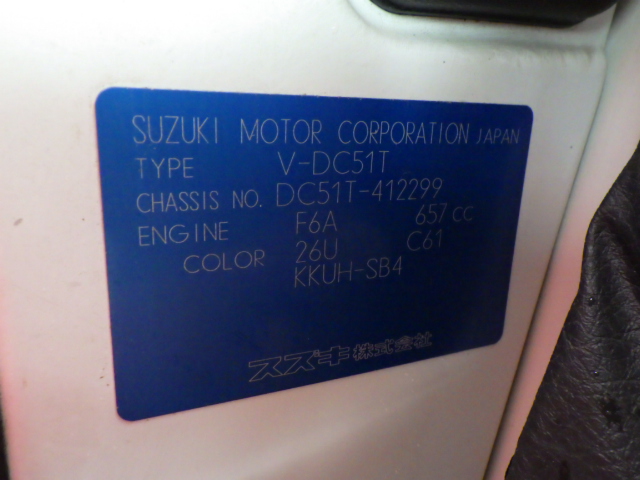 SUZUKI MOTOR CORPORATION JAPAN
TYPE V-DC51T
CHASSIS NO. DC51T-412299
ENGINE F6A 657 CC
COLOR 26U C61
KKUH-SB4
スズキ株式会社